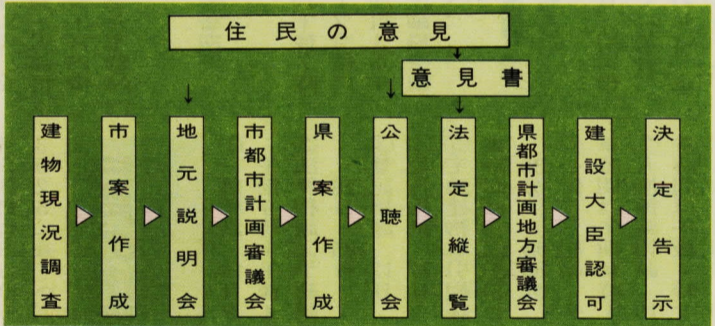 住民の意見
意見書
建物現況調査
市案作成
地元説明会
市都市計画審議会
県案作成
公聴会
法定縦覧
県都市計画地方審議会
建設大臣認可
決定告示